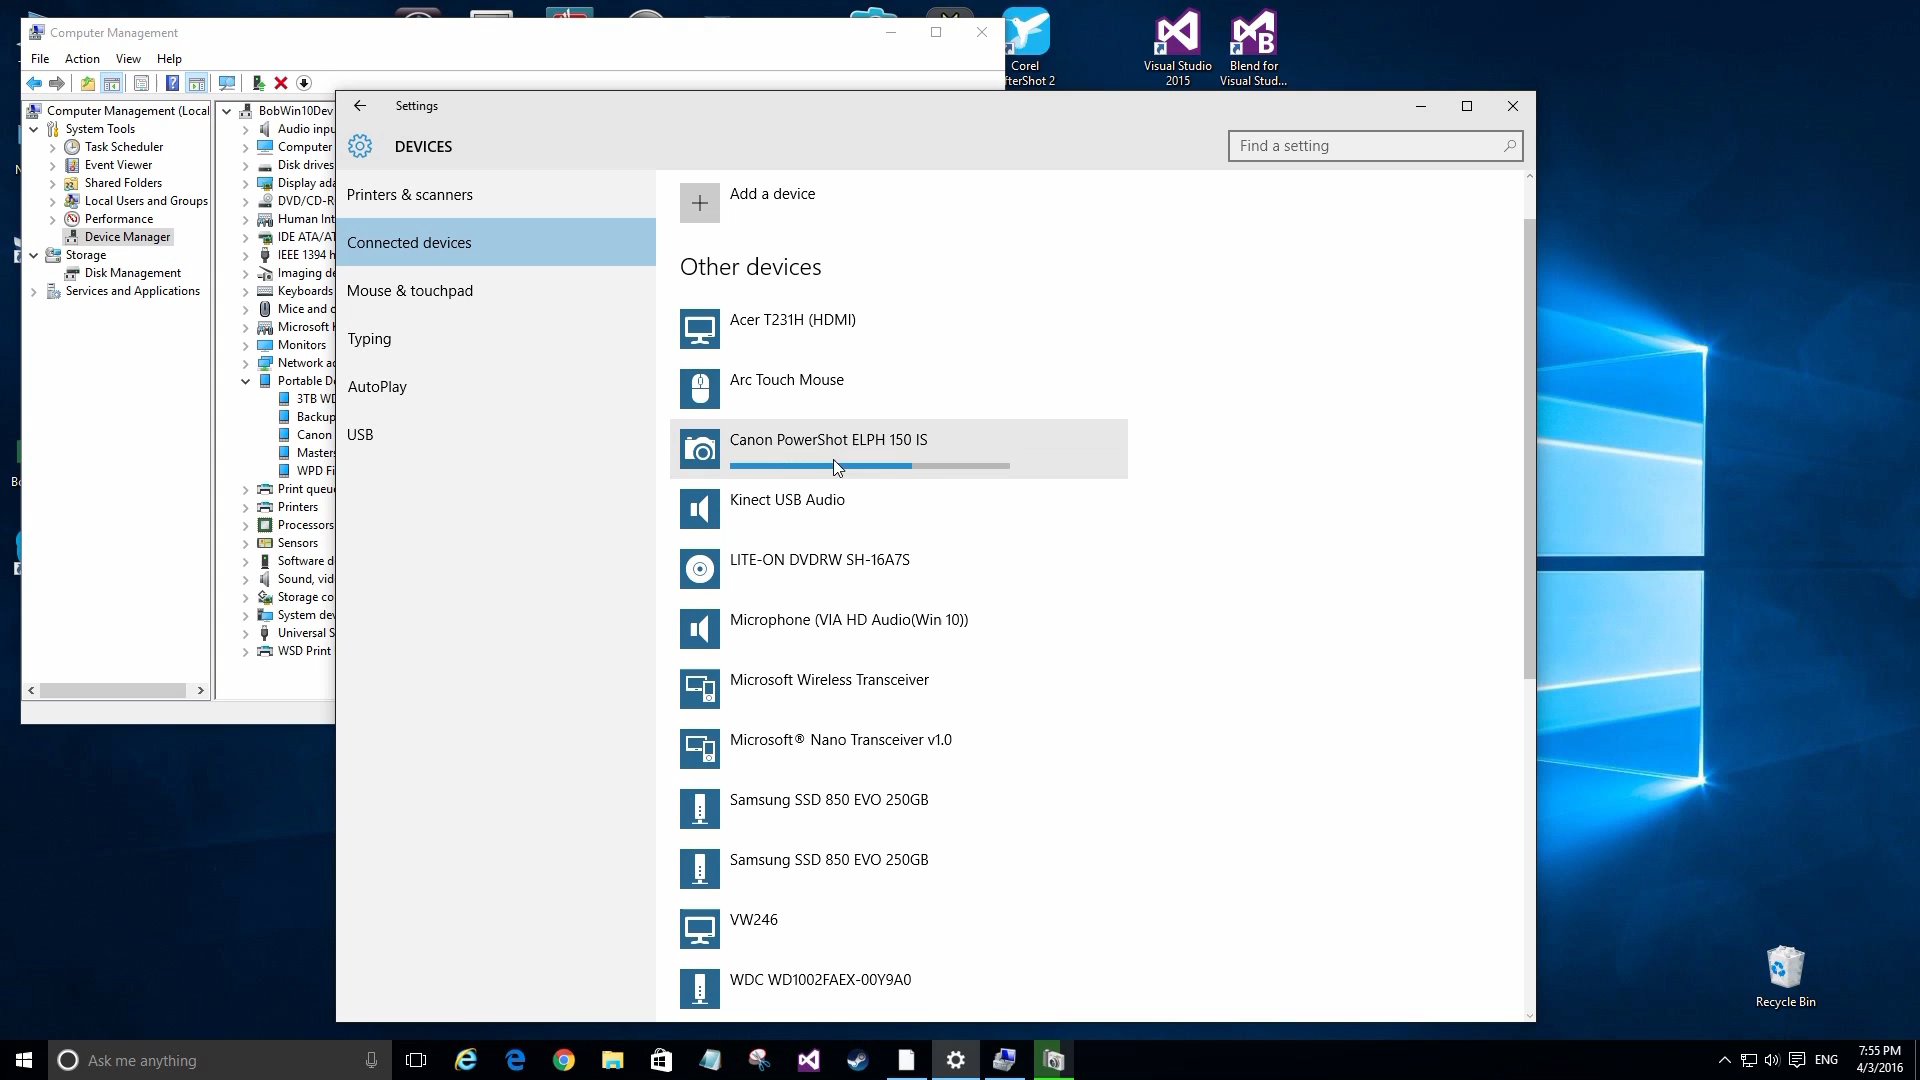 Computer Management
File Action View Help
Computer Management (Local
System Tools
Task Scheduler
Event Viewer
Shared Folders
Local Users and Groups
Performance
Device Manager
Storage
Disk Management
Services and Applications
BobWin10Dev
Audio inpu
Computer
Disk drives
Display ada
DVD/CD-R
Human Int
IDE ATA/AT
IEEE 1394 h
Imaging de
Keyboards
Mice and o
Microsoft
Monitors
Network ad
Portable De
3TB WD
Backup
Canon
Masters
WPD Fi
Print queue
Printers
Processors
Sensors
Software d
Sound, vide
Storage co
System dev
Universal S
WSD Print
Settings
DEVICES
Find a setting
Printers & scanners
Connected devices
Mouse & touchpad
Typing
AutoPlay
USB
Add a device
Other devices
Acer T231H (HDMI)
Arc Touch Mouse
Canon PowerShot ELPH 150 IS
Kinect USB Audio
LITE-ON DVDRW SH-16A7S
Microphone (VIA HD Audio(Win 10))
Microsoft Wireless Transceiver
Microsoft® Nano Transceiver v1.0
Samsung SSD 850 EVO 250GB
Samsung SSD 850 EVO 250GB
VW246
WDC WD1002FAEX-00Y9A0
Corel
fterShot 2
Visual Studio
2015
Blend for
Visual Stud...
Recycle Bin
Ask me anything
ENG
7:55 PM
4/3/2016